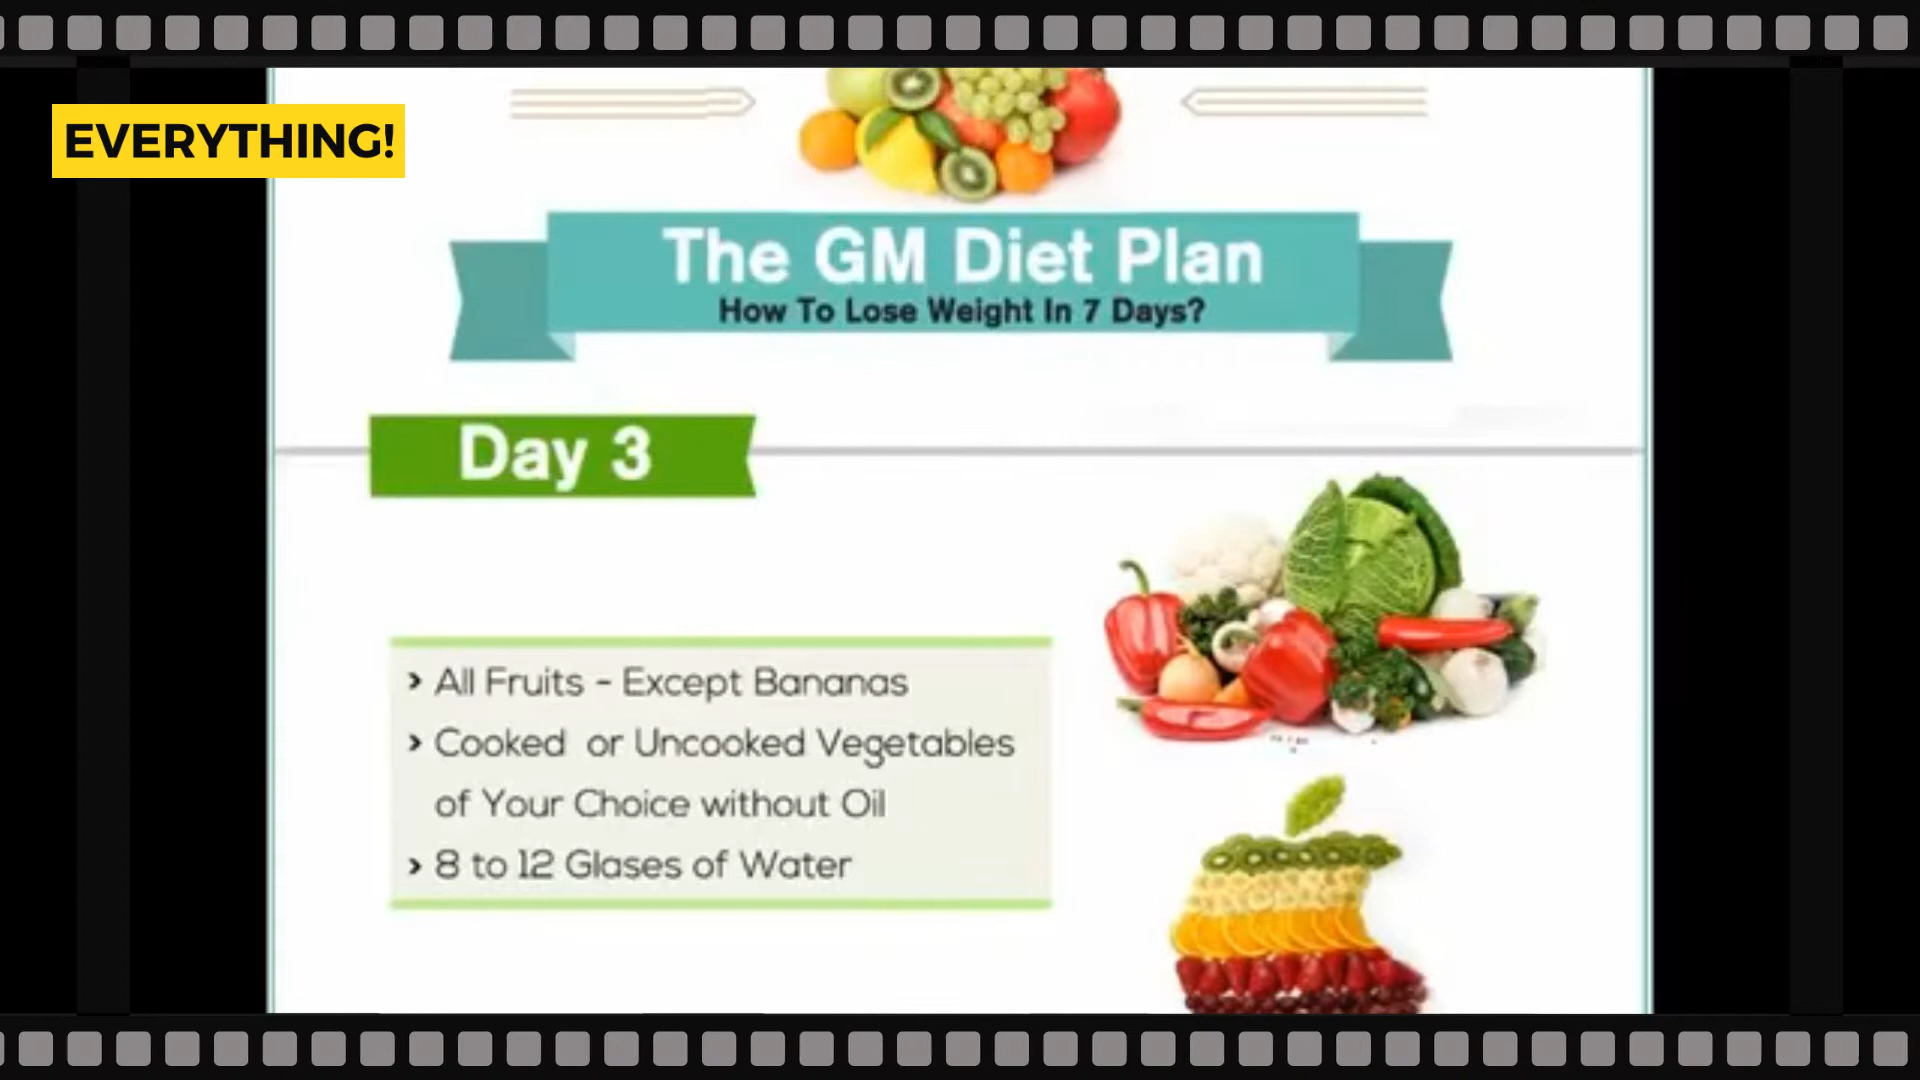 EVERYTHING!
The GM Diet Plan
How To Lose Weight In 7 Days?
Day 3
› All Fruits - Except Bananas
› Cooked or Uncooked Vegetables
of Your Choice without Oil
› 8 to 12 Glases of Water